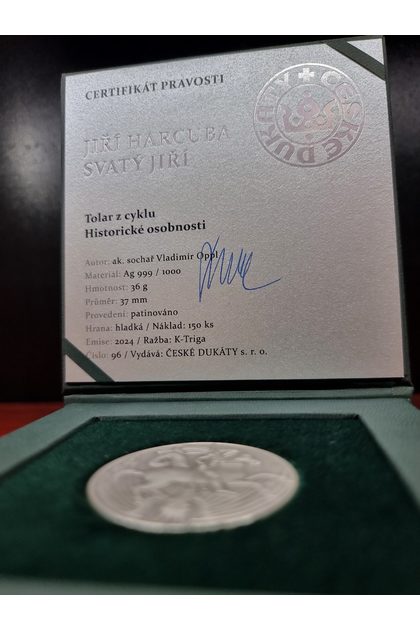 CERTIFIKÁT PRAVOSTI
ČESKÉ DUKÁTY
JIŘÍ HARCUBA
SVATÝ JIŘÍ
Tolar z cyklu
Historické osobnosti
Autor: ak. sochař Vladimír Oppl
Materiál: Ag 999 / 1000
Hmotnost: 36 g
Průměr: 37 mm
Provedení: patinováno
Hrana: hladká / Náklad: 150 ks
Emise: 2024 / Ražba: K-Triga
Číslo: 96 / Vydává: ČESKÉ DUKÁTY s. r. o.